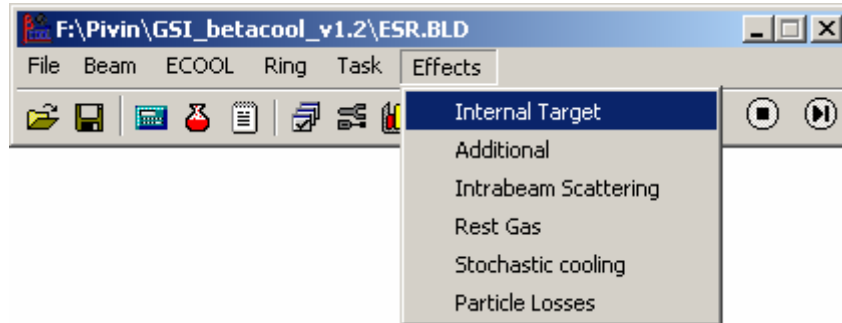 F:\Pivin\GSI_betacool_v1.2\ESR.BLD
File Beam ECOOL Ring Task Effects
Internal Target
Additional
Intrabeam Scattering
Rest Gas
Stochastic cooling
Particle Losses